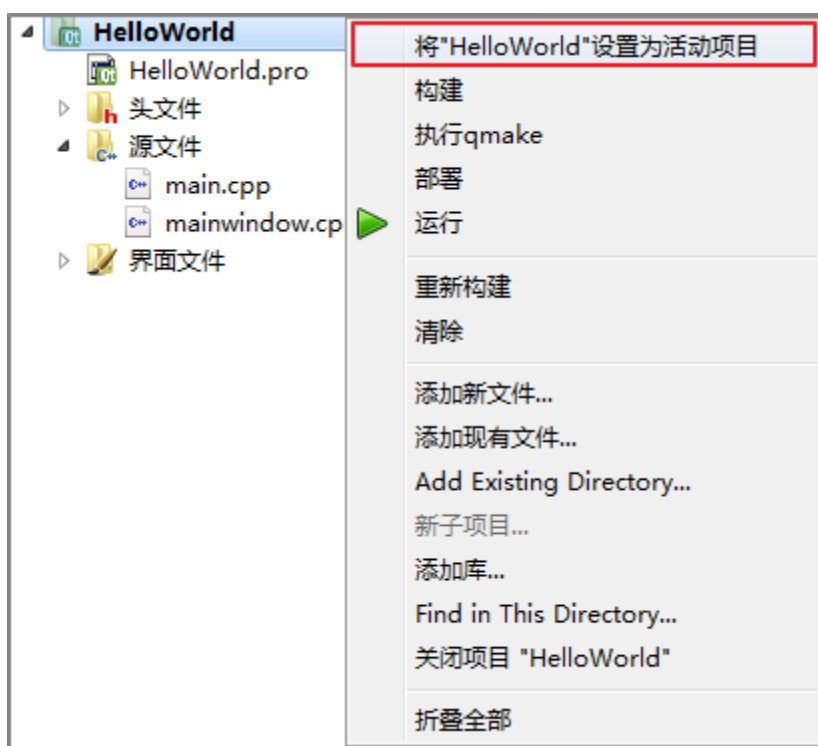 HelloWorld
HelloWorld.pro
头文件
源文件
main.cpp
mainwindow.cp
界面文件
将"HelloWorld"设置为活动项目
构建
执行qmake
部署
运行
重新构建
清除
添加新文件...
添加现有文件...
Add Existing Directory...
新子项目...
添加库...
Find in This Directory...
关闭项目 "HelloWorld"
折叠全部